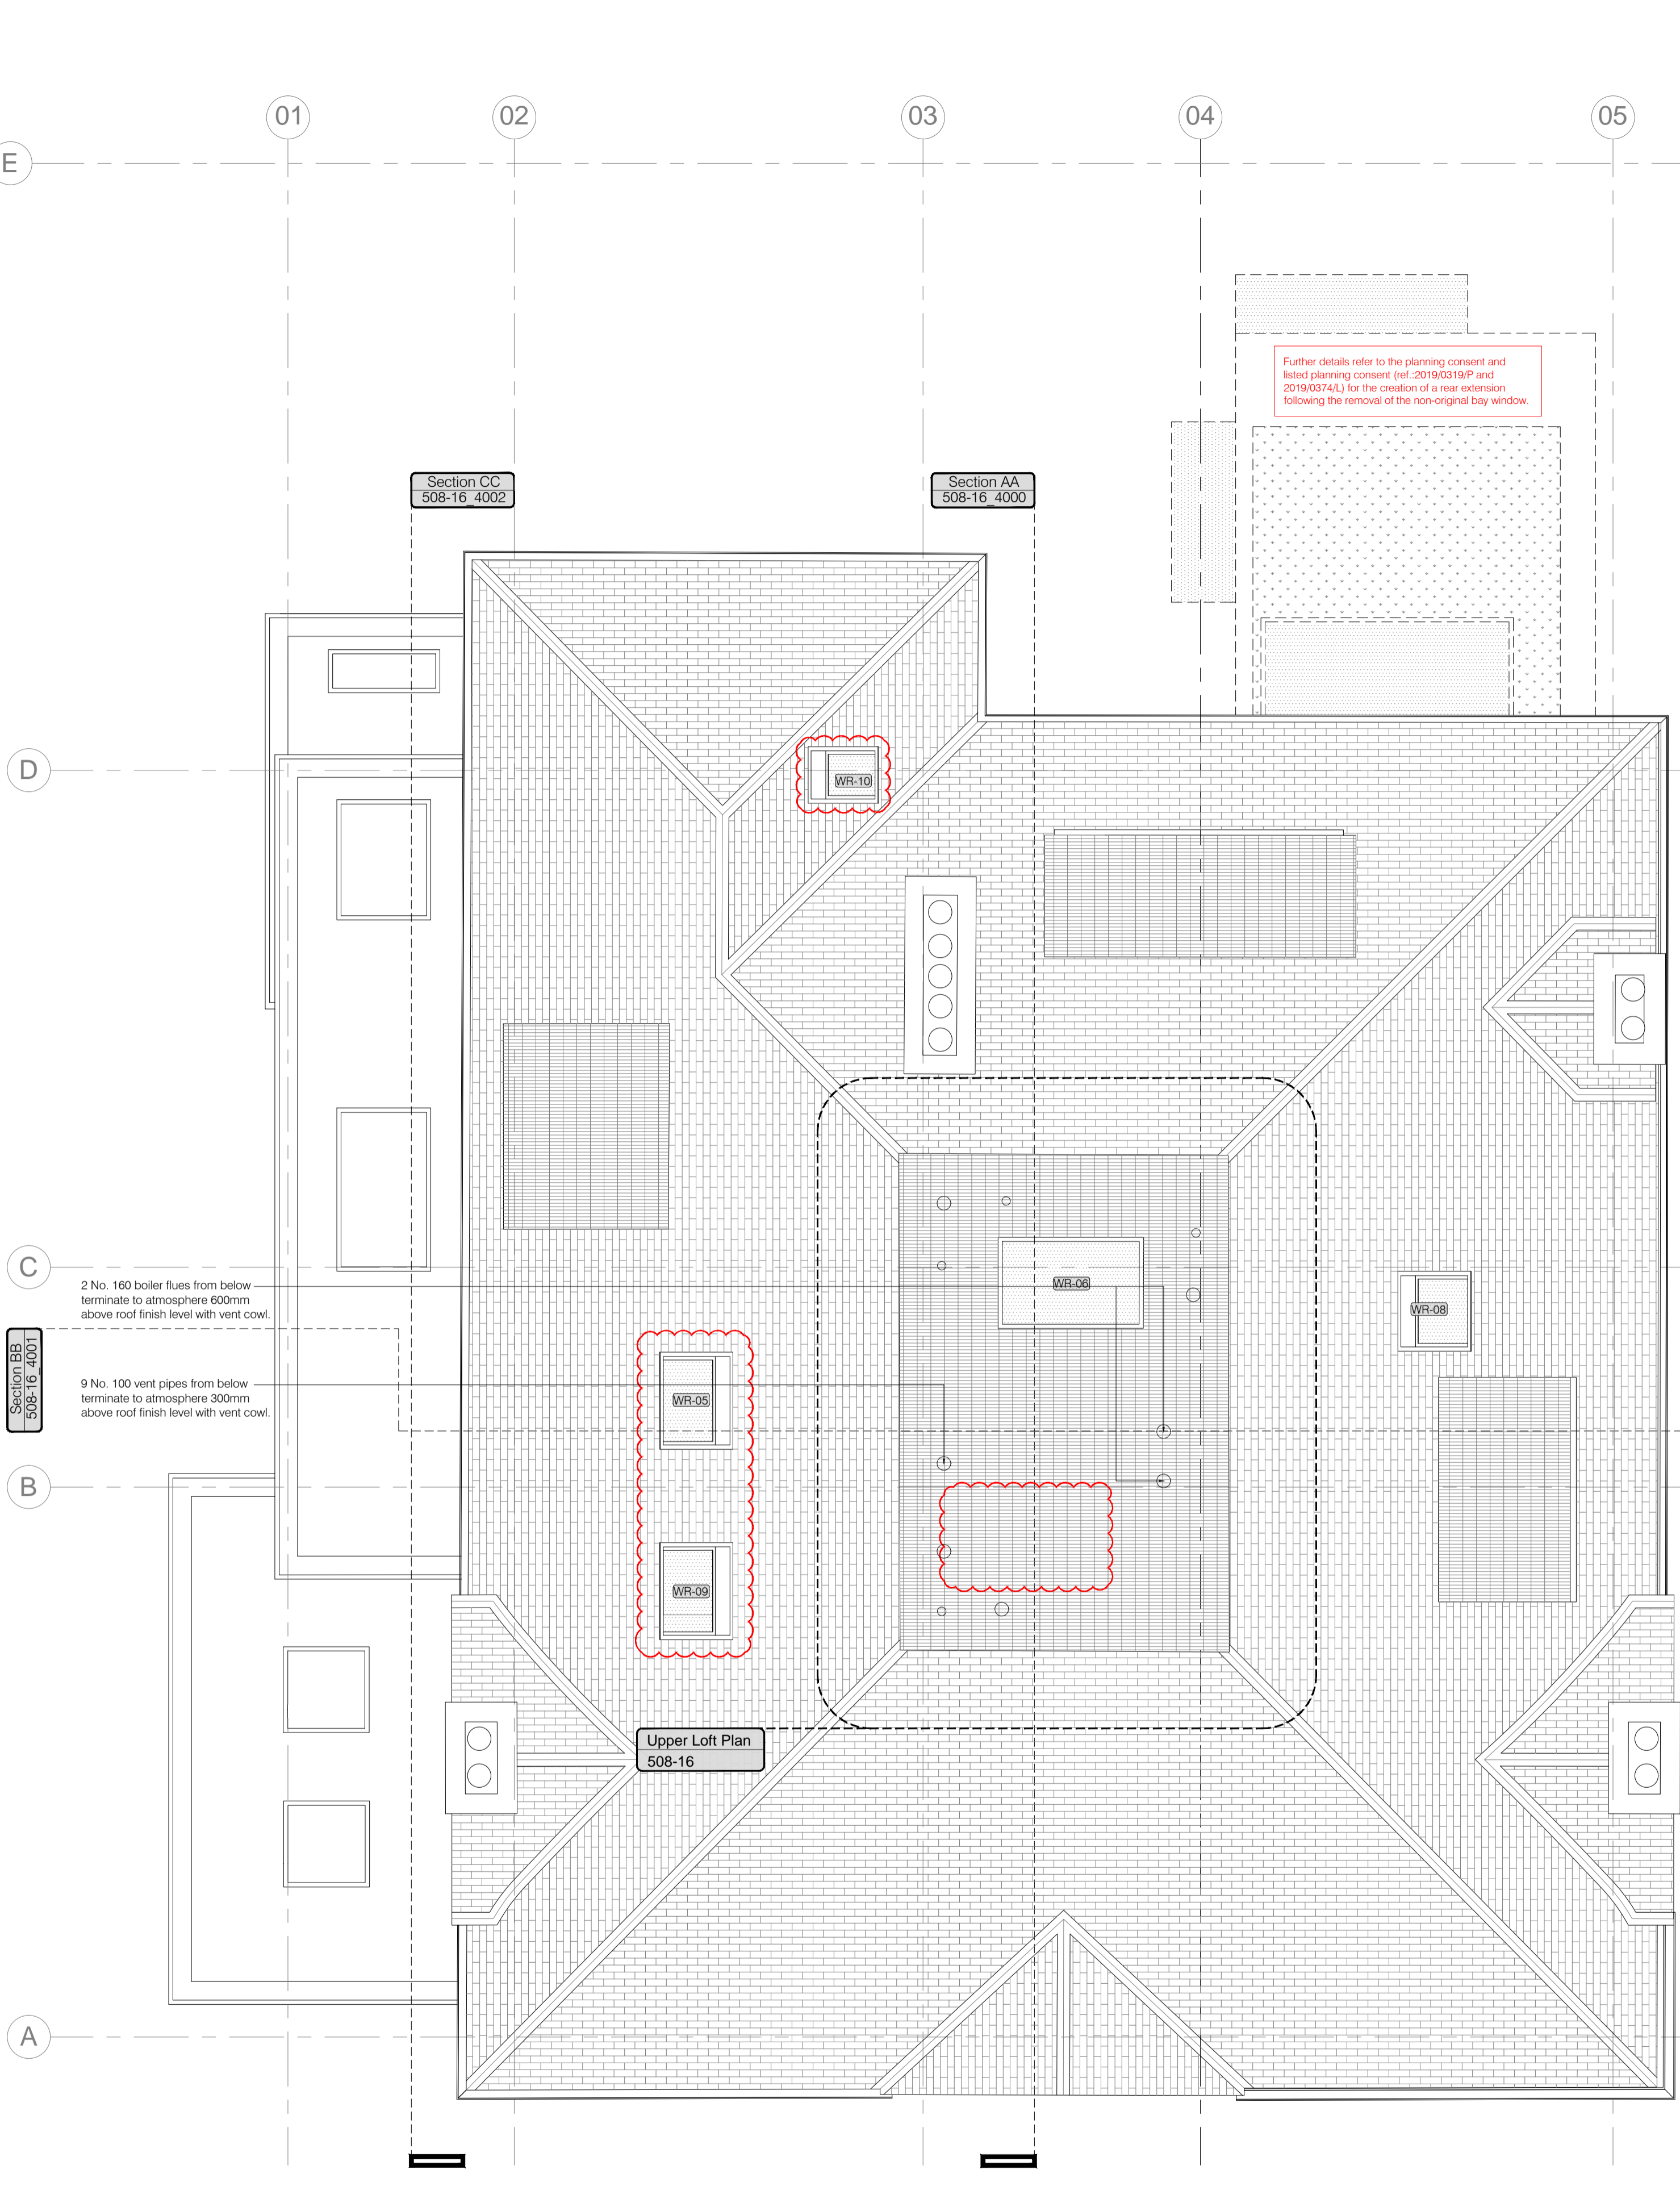 01
02
03
04
05
E
Further details refer to the planning consent and
listed planning consent (ref.:2019/0319/P and
2019/0374/L) for the creation of a rear extension
following the removal of the non-original bay window.
Section CC
508-16_4002
Section AA
508-16_4000
D
WR-10
C
2 No. 160 boiler flues from below
terminate to atmosphere 600mm
above roof finish level with vent cowl.
WR-06
WR-08
Section BB
508-16_4001
9 No. 100 vent pipes from below
terminate to atmosphere 300mm
above roof finish level with vent cowl.
WR-05
B
WR-09
Upper Loft Plan
508-16
A